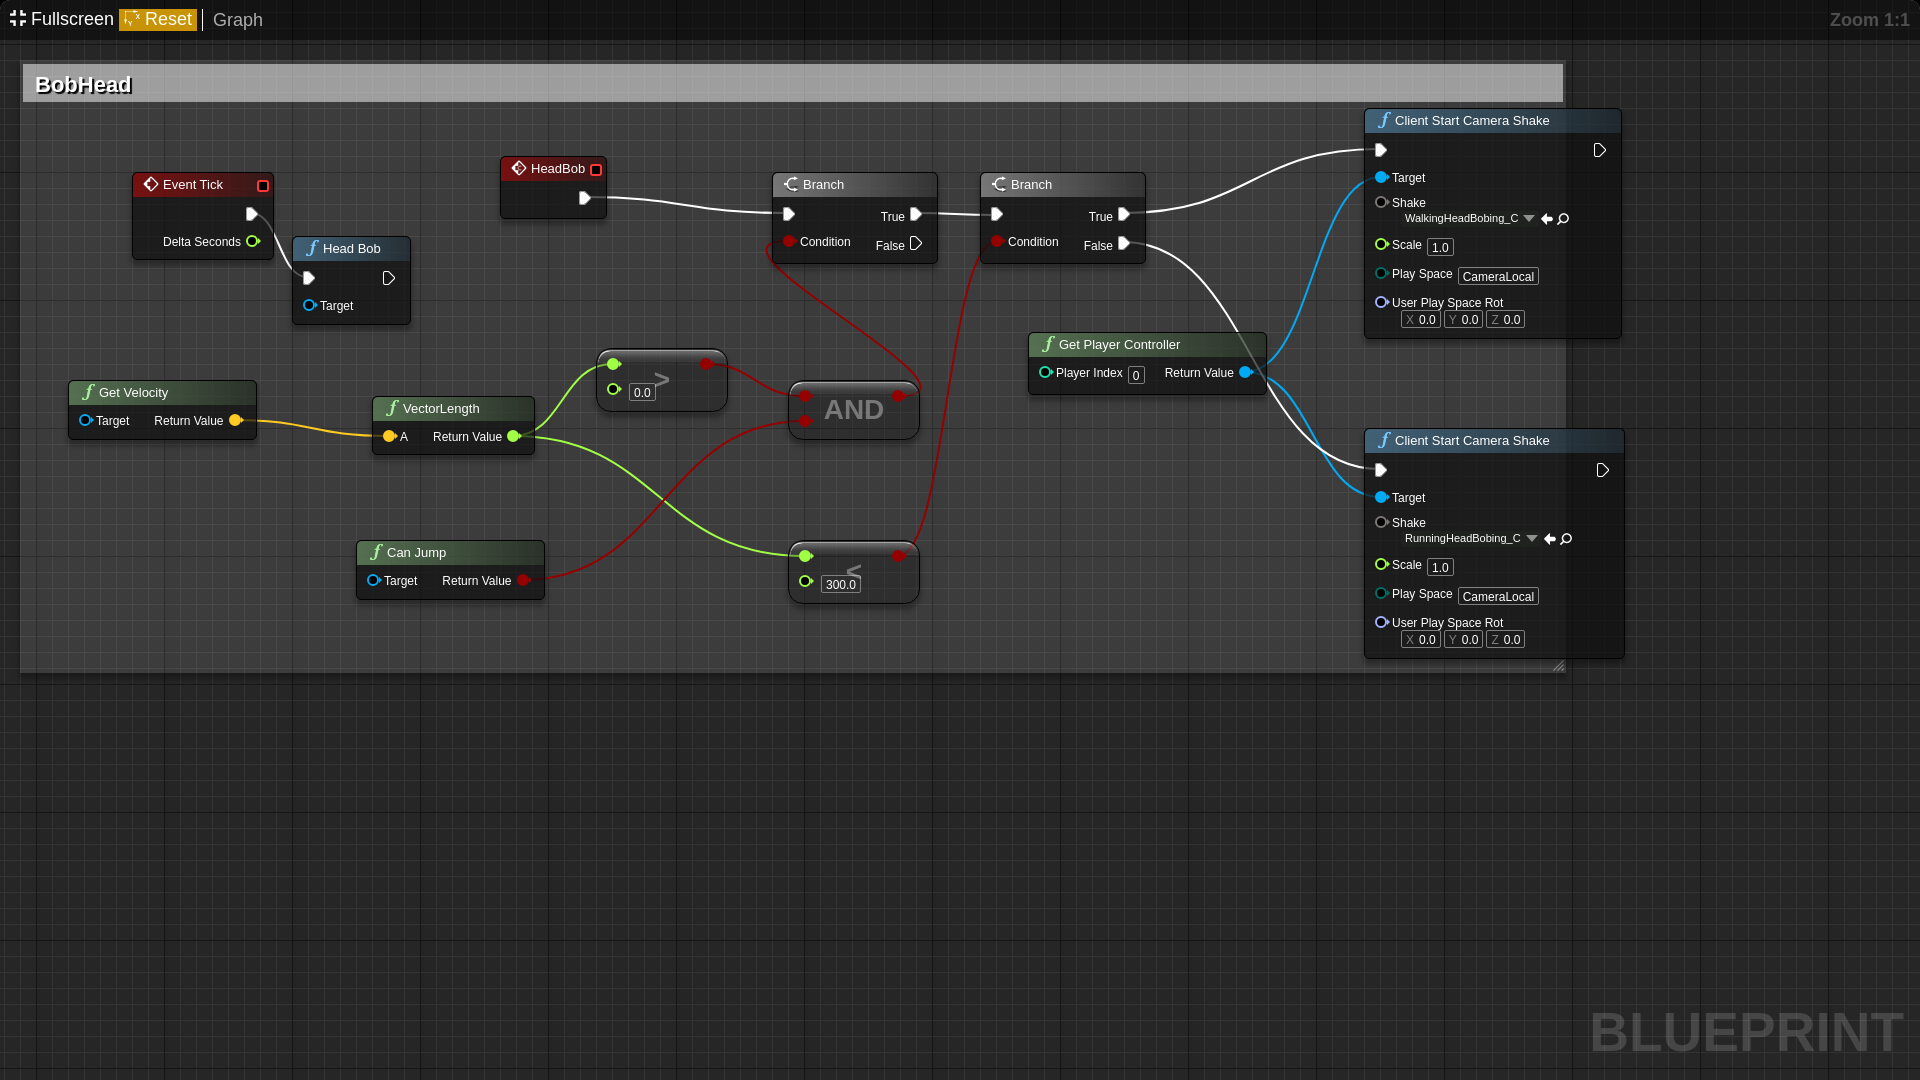 Fullscreen Reset Graph Zoom 1:1
BobHead
Event Tick
Delta Seconds
Head Bob
Target
HeadBob
Branch
True
Condition
False
Branch
True
Condition
False
Client Start Camera Shake
Target
Shake
WalkingHeadBobing_C
Scale 1.0
Play Space CameraLocal
User Play Space Rot
X 0.0 Y 0.0 Z 0.0
Get Player Controller
Player Index 0 Return Value
Get Velocity
Target Return Value
VectorLength
A Return Value
>
0.0
AND
Can Jump
Target Return Value
<
300.0
Client Start Camera Shake
Target
Shake
RunningHeadBobing_C
Scale 1.0
Play Space CameraLocal
User Play Space Rot
X 0.0 Y 0.0 Z 0.0
BLUEPRINT